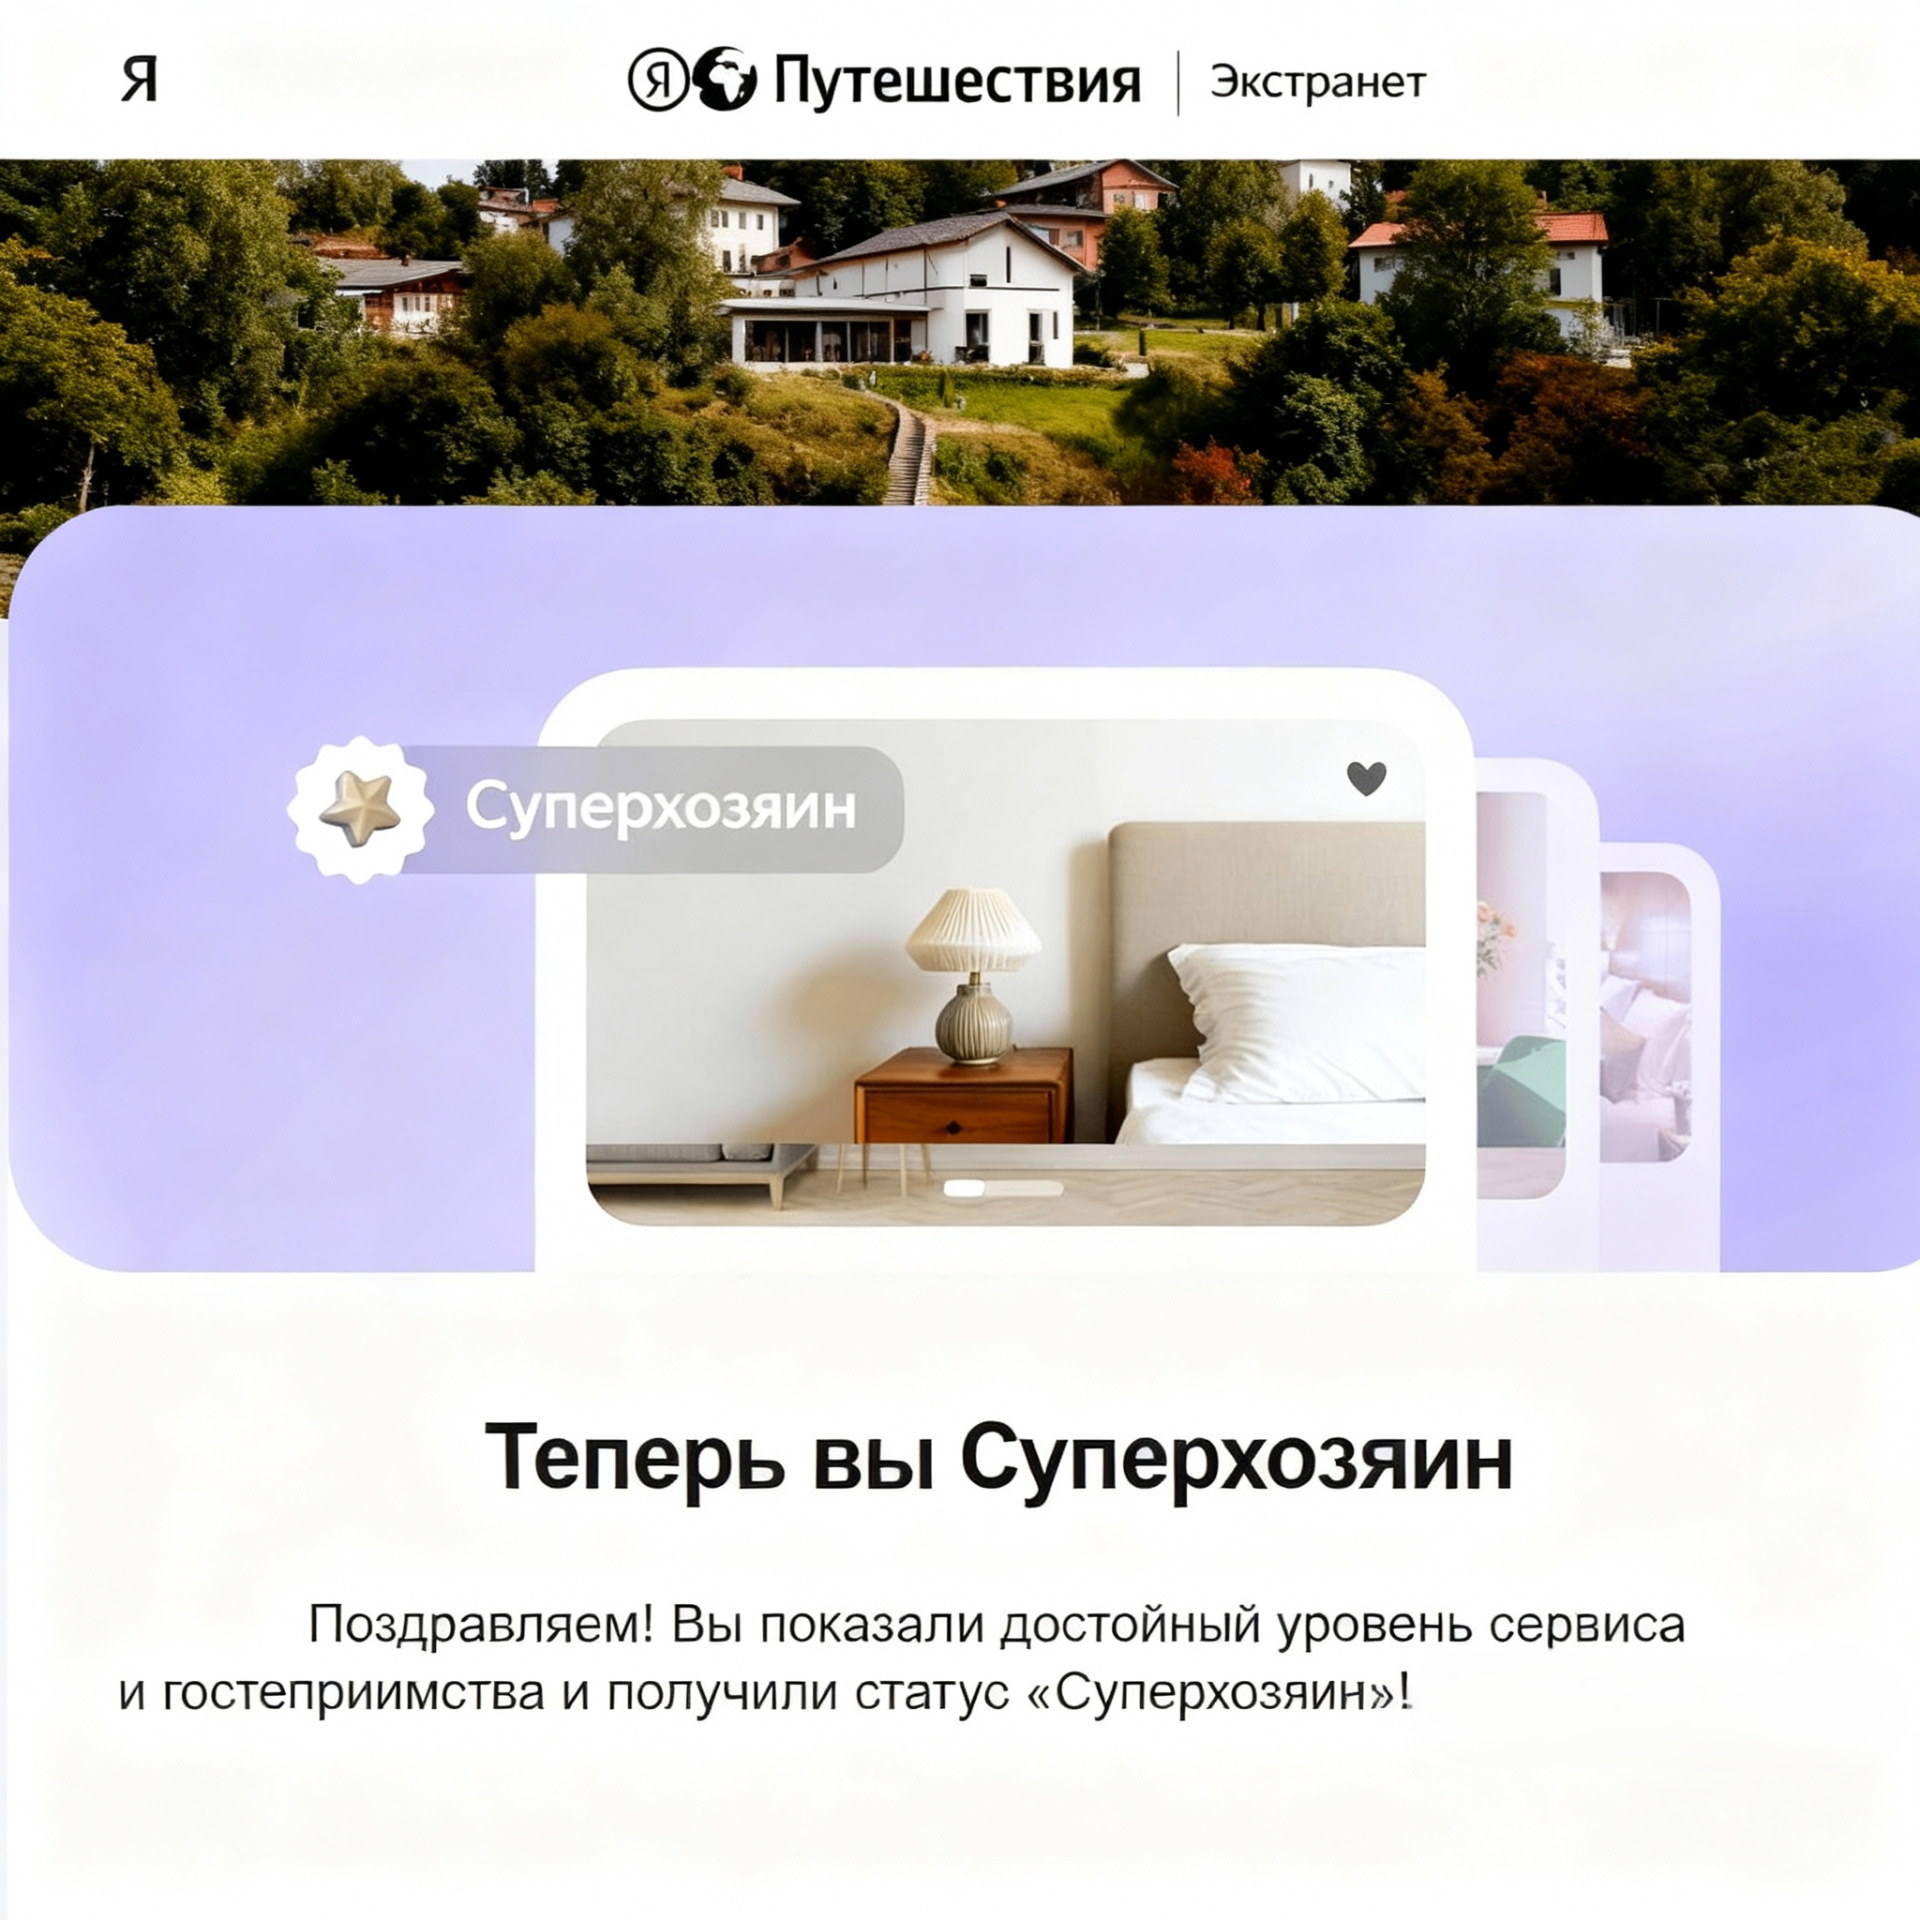 Я
Я Путешествия | Экстранет
Суперхозяин
Теперь вы Суперхозяин
Поздравляем! Вы показали достойный уровень сервиса
и гостеприимства и получили статус «Суперхозяин»!